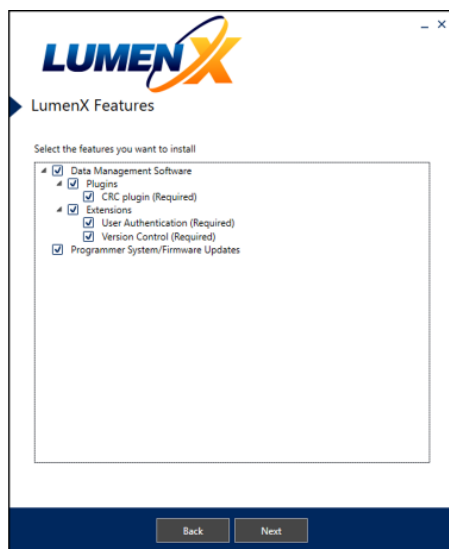 LUMENX
LumenX Features
Select the features you want to install
Data Management Software
Plugins
CRC plugin (Required)
Extensions
User Authentication (Required)
Version Control (Required)
Programmer System/Firmware Updates
Back Next